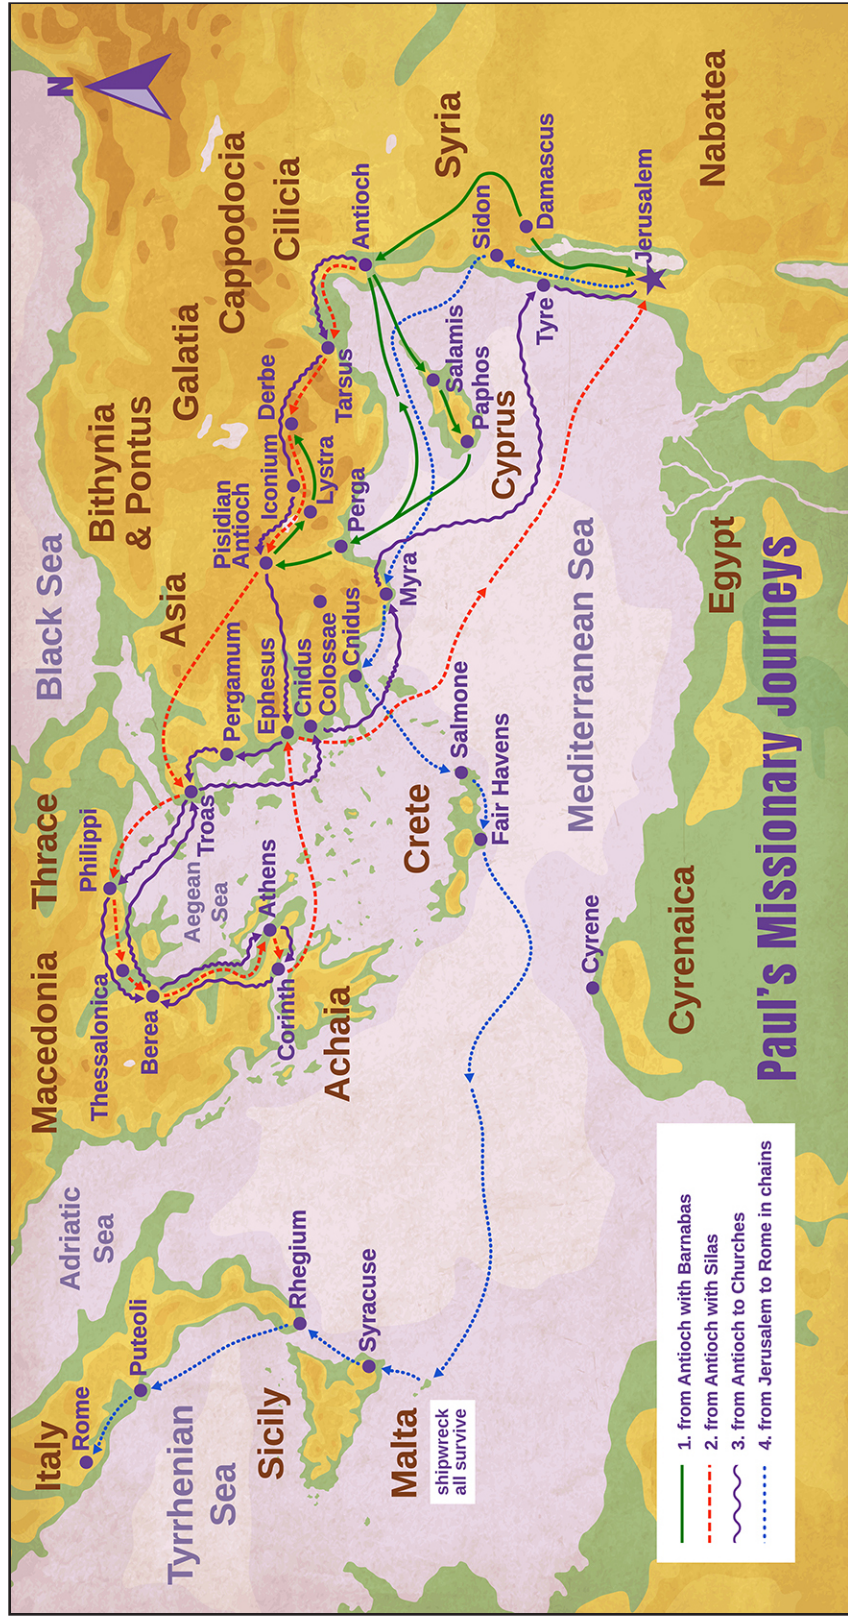 Italy
Rome
Puteoli
Adriatic
Sea
Tyrrhenian
Sea
Rhegium
Sicily
Syracuse
Malta
shipwreck
all survive
Macedonia
Thrace
Black Sea
Bithynia
& Pontus
Philippi
Thessalonica
Berea
Aegean
Sea
Troas
Athens
Corinth
Achaia
Asia
Pergamum
Ephesus
Cnidus
Colossae
Cnidus
Galatia
Cappodocia
Cilicia
Pisidian
Antioch
Iconium
Derbe
Lystra
Tarsus
Perga
Myra
Antioch
N
Syria
Salamis
Paphos
Cyprus
Sidon
Damascus
Tyre
Jerusalem
Nabatea
Crete
Salmone
Fair Havens
Mediterranean Sea
Cyrene
Cyrenaica
Egypt
Paul's Missionary Journeys
1. from Antioch with Barnabas
2. from Antioch with Silas
3. from Antioch to Churches
4. from Jerusalem to Rome in chains